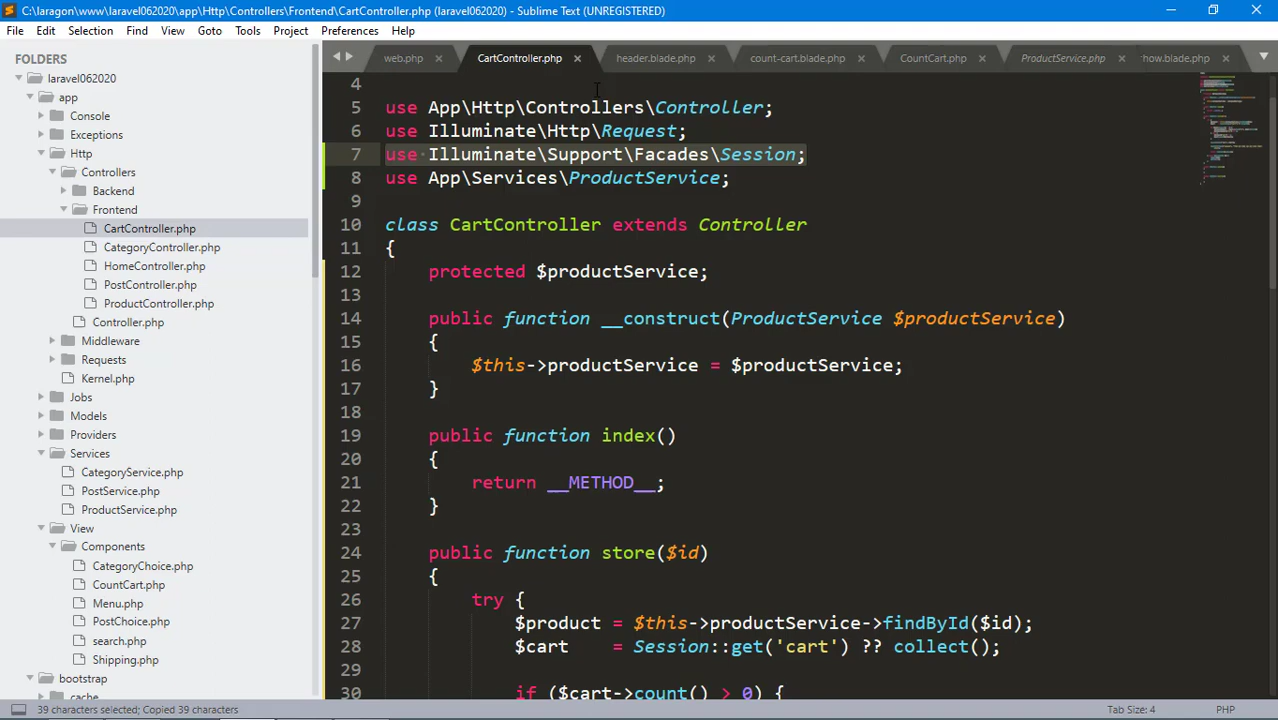 C:\laragon\www\laravel062020\app\Http\Controllers\Frontend\CartController.php (laravel062020) - Sublime Text (UNREGISTERED)
File Edit Selection Find View Goto Tools Project Preferences Help
FOLDERS
laravel062020
app
Console
Exceptions
Http
Controllers
Backend
Frontend
CartController.php
CategoryController.php
HomeController.php
PostController.php
ProductController.php
Controller.php
Middleware
Requests
Kernel.php
Jobs
Models
Providers
Services
CategoryService.php
PostService.php
ProductService.php
View
Components
CategoryChoice.php
CountCart.php
Menu.php
PostChoice.php
search.php
Shipping.php
bootstrap
cache
web.php CartController.php header.blade.php count-cart.blade.php CountCart.php ProductService.php how.blade.php
4
5 use App\Http\Controllers\Controller;
6 use Illuminate\Http\Request;
7 use Illuminate\Support\Facades\Session;
8 use App\Services\ProductService;
9
10 class CartController extends Controller
11 {
12 protected $productService;
13
14 public function __construct(ProductService $productService)
15 {
16 $this->productService = $productService;
17 }
18
19 public function index()
20 {
21 return __METHOD__;
22 }
23
24 public function store($id)
25 {
26 try {
27 $product = $this->productService->findById($id);
28 $cart    = Session::get('cart') ?? collect();
29
30 if ($cart->count() > 0) {
39 characters selected; Copied 39 characters Tab Size: 4 PHP